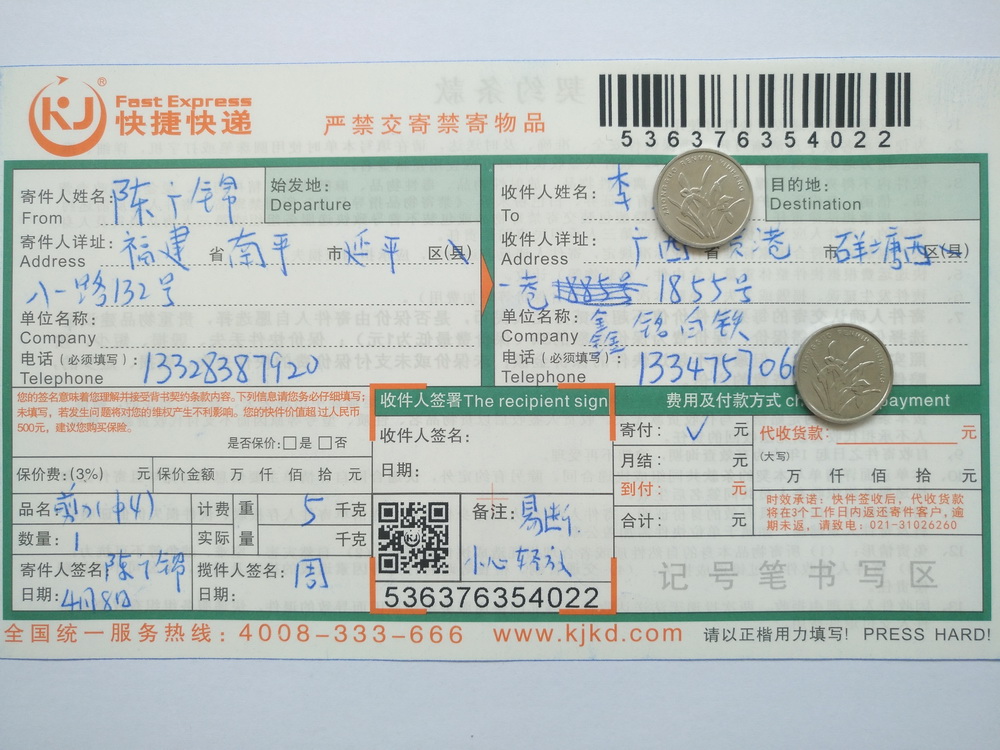 KJ®
Fast Express
快捷快递
严禁交寄禁寄物品
536376354022
寄件人姓名: 陈广锦
From
始发地:
Departure
收件人姓名: 李
To
目的地:
Destination
寄件人详址: 福建 省 南平 市 延平 区(县)
Address
八一路132号
收件人详址: 广西 省 贵港 市 群塘西 区(县)
Address
一巷 1855号
单位名称:
Company
单位名称: 鑫鑫铭白铁
Company
电话(必须填写): 13328387920
Telephone
电话(必须填写): 133475706
Telephone
您的签名意味着您理解并接受背书契约条款内容。下列信息请您务必仔细填写;
未填写,若发生问题将对您的维权产生不利影响。您的快件价值超过人民币
500元,建议您购买保险。
是否保价:□是 □否
保价费:(3%) 元 保价金额 万 仟 佰 拾 元
品名 剪刀(中4) 计费 重 5 千克
数量: 1 实际 量 千克
寄件人签名 陈广锦
日期: 4月8日
揽件人签名: 周
日期:
收件人签署The recipient sign
收件人签名:
日期:
KJ
备注: 易断
小心轻放
536376354022
费用及付款方式 ch ayment
寄付: ✓ 元
月结: 元
到付: 元
合计: 元
代收货款: 元
(大写)
万 仟 佰 拾 元
时效承诺:快件签收后,代收货款
将在3个工作日内返还寄件客户,逾
期未返,请致电:021-31026260
记号笔书写区
全国统一服务热线:4008-333-666 www.kjkd.com 请以正楷用力填写! PRESS HARD!